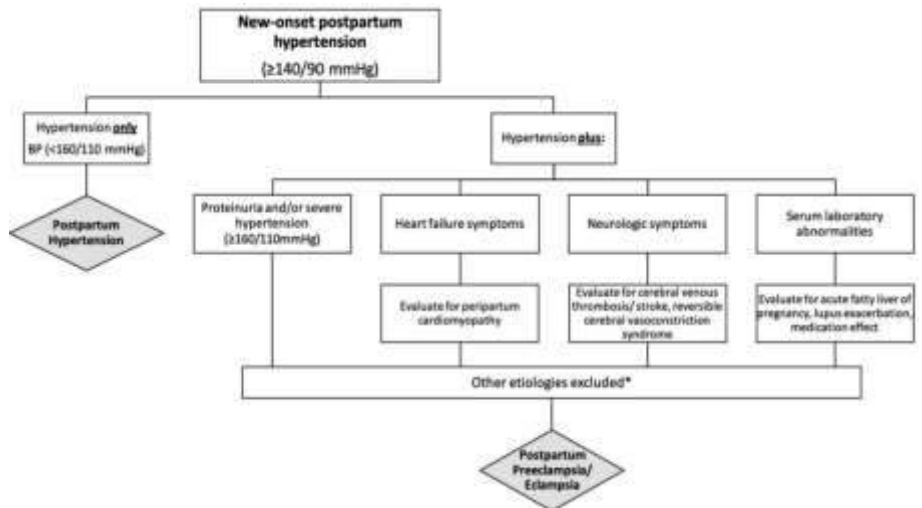 New-onset postpartum
hypertension
(≥140/90 mmHg)
Hypertension only
BP (<160/110 mmHg)
Hypertension plus:
Postpartum
Hypertension
Proteinuria and/or severe
hypertension
(≥160/110mmHg)
Heart failure symptoms
Neurologic symptoms
Serum laboratory
abnormalities
Evaluate for peripartum
cardiomyopathy
Evaluate for cerebral venous
thrombosis/ stroke, reversible
cerebral vasoconstriction
syndrome
Evaluate for acute fatty liver of
pregnancy, lupus exacerbation,
medication effect
Other etiologies excluded*
Postpartum
Preeclampsia/
Eclampsia